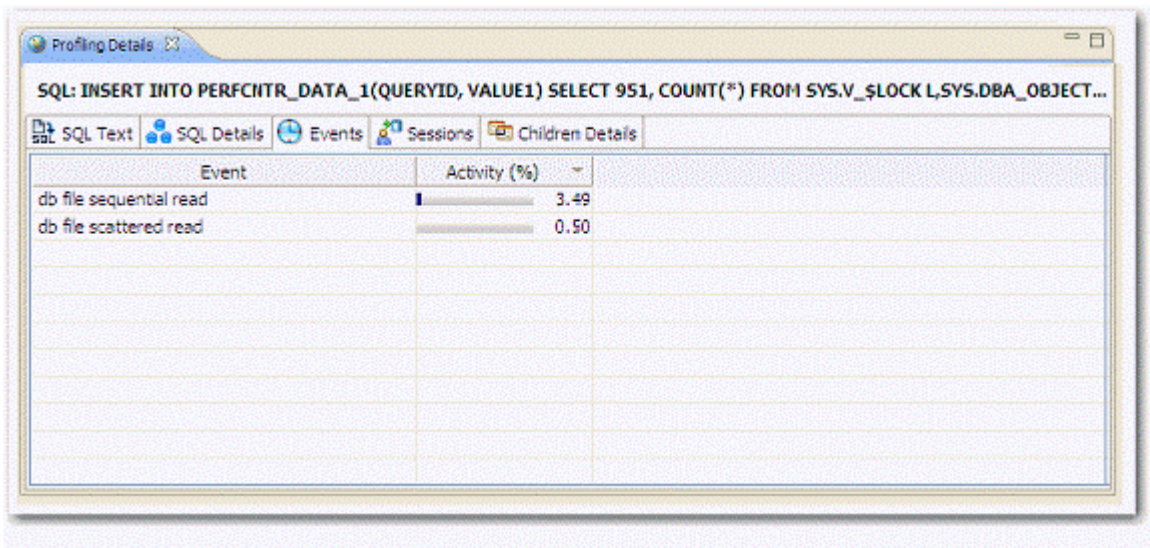 Profiling Details
SQL: INSERT INTO PERFCNTR_DATA_1(QUERYID, VALUE1) SELECT 951, COUNT(*) FROM SYS.V_$LOCK L,SYS.DBA_OBJECT...
SQL Text SQL Details Events Sessions Children Details
Event Activity (%)
db file sequential read 3.49
db file scattered read 0.50